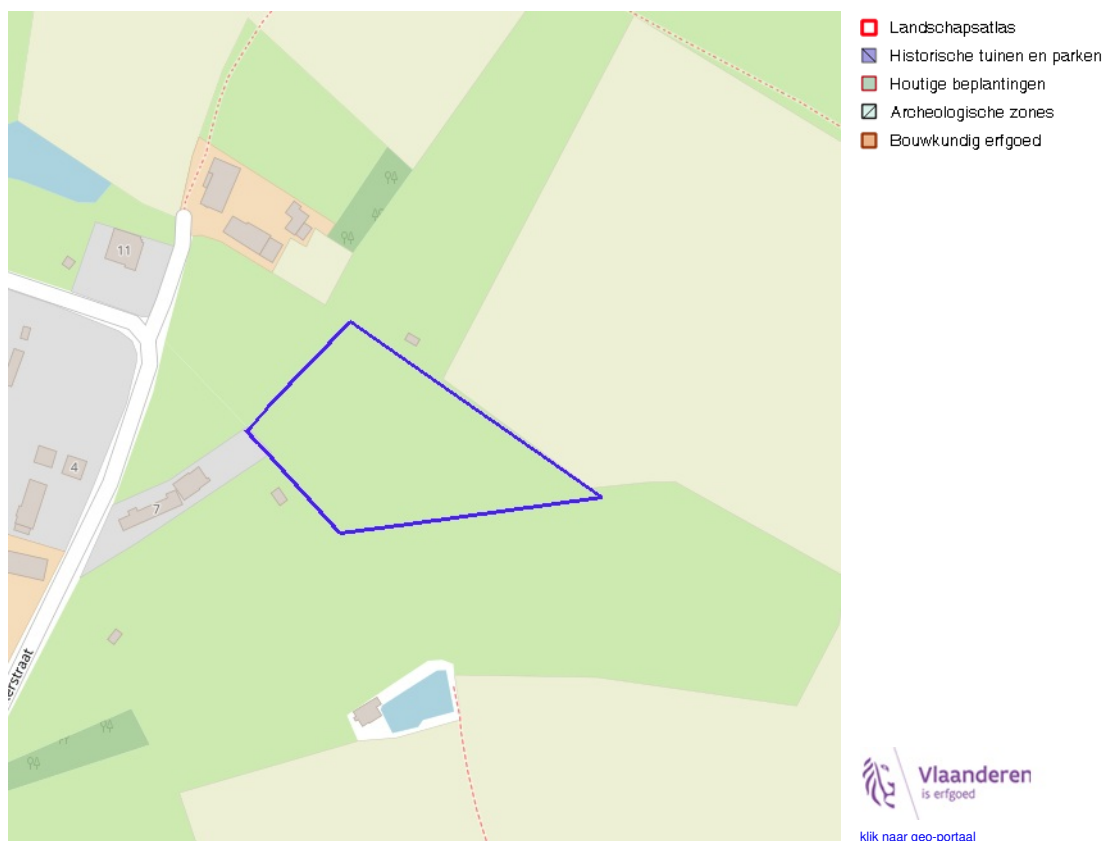 Landschapsatlas
Historische tuinen en parken
Houtige beplantingen
Archeologische zones
Bouwkundig erfgoed
11
4
7
erstraat
Vlaanderen
is erfgoed
klik naar geo-portaal